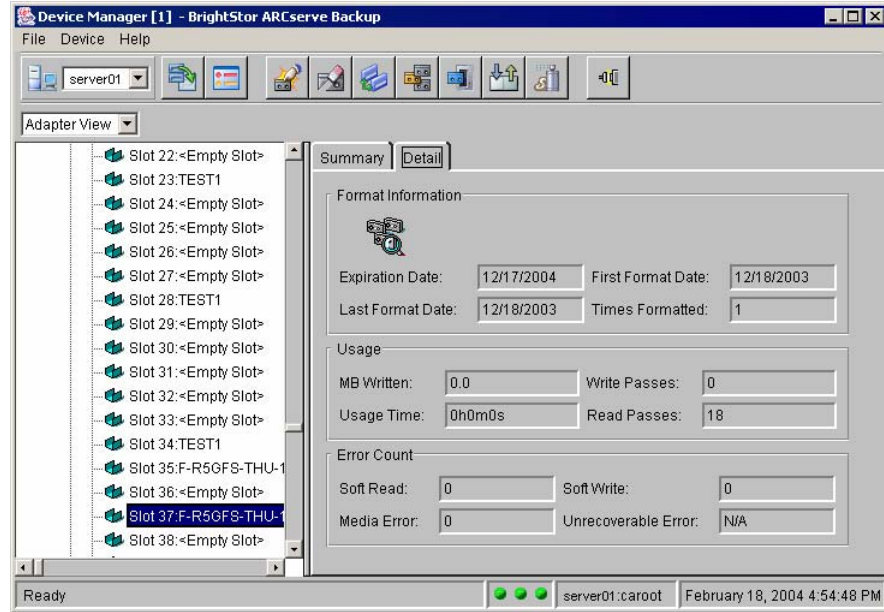 Device Manager [1] - BrightStor ARCserve Backup
File Device Help
server01
Adapter View
Slot 22:<Empty Slot>
Slot 23:TEST1
Slot 24:<Empty Slot>
Slot 25:<Empty Slot>
Slot 26:<Empty Slot>
Slot 27:<Empty Slot>
Slot 28:TEST1
Slot 29:<Empty Slot>
Slot 30:<Empty Slot>
Slot 31:<Empty Slot>
Slot 32:<Empty Slot>
Slot 33:<Empty Slot>
Slot 34:TEST1
Slot 35:F-R5GFS-THU-1
Slot 36:<Empty Slot>
Slot 37:F-R5GFS-THU-1
Slot 38:<Empty Slot>
Summary Detail
Format Information
Expiration Date: 12/17/2004 First Format Date: 12/18/2003
Last Format Date: 12/18/2003 Times Formatted: 1
Usage
MB Written: 0.0 Write Passes: 0
Usage Time: 0h0m0s Read Passes: 18
Error Count
Soft Read: 0 Soft Write: 0
Media Error: 0 Unrecoverable Error: N/A
Ready server01:caroot February 18, 2004 4:54:48 PM